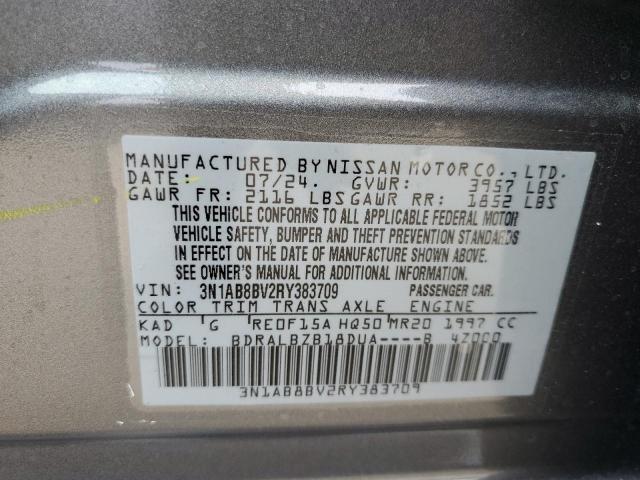 MANUFACTURED BY NISSAN MOTOR CO., LTD.
DATE: 07/24. GVWR: 3957 LBS
GAWR FR: 2116 LBS GAWR RR: 1852 LBS
THIS VEHICLE CONFORMS TO ALL APPLICABLE FEDERAL MOTOR
VEHICLE SAFETY, BUMPER AND THEFT PREVENTION STANDARDS
IN EFFECT ON THE DATE OF MANUFACTURE SHOWN ABOVE.
SEE OWNER'S MANUAL FOR ADDITIONAL INFORMATION.
VIN: 3N1AB8BV2RY383709 PASSENGER CAR.
COLOR TRIM TRANS AXLE ENGINE
KAD G RE0F15A HQ50 MR20 1997 CC
MODEL BDRALBZB18DUA----B 4Z0C0
3N1AB8BV2RY383709